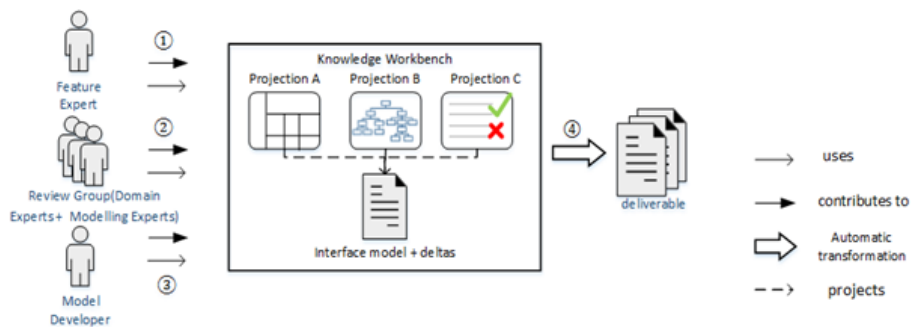 ①
Feature
Expert
②
Review Group(Domain
Experts+ Modelling Experts)
③
Model
Developer
Knowledge Workbench
Projection A Projection B Projection C
Interface model + deltas
④
deliverable
uses
contributes to
Automatic
transformation
projects